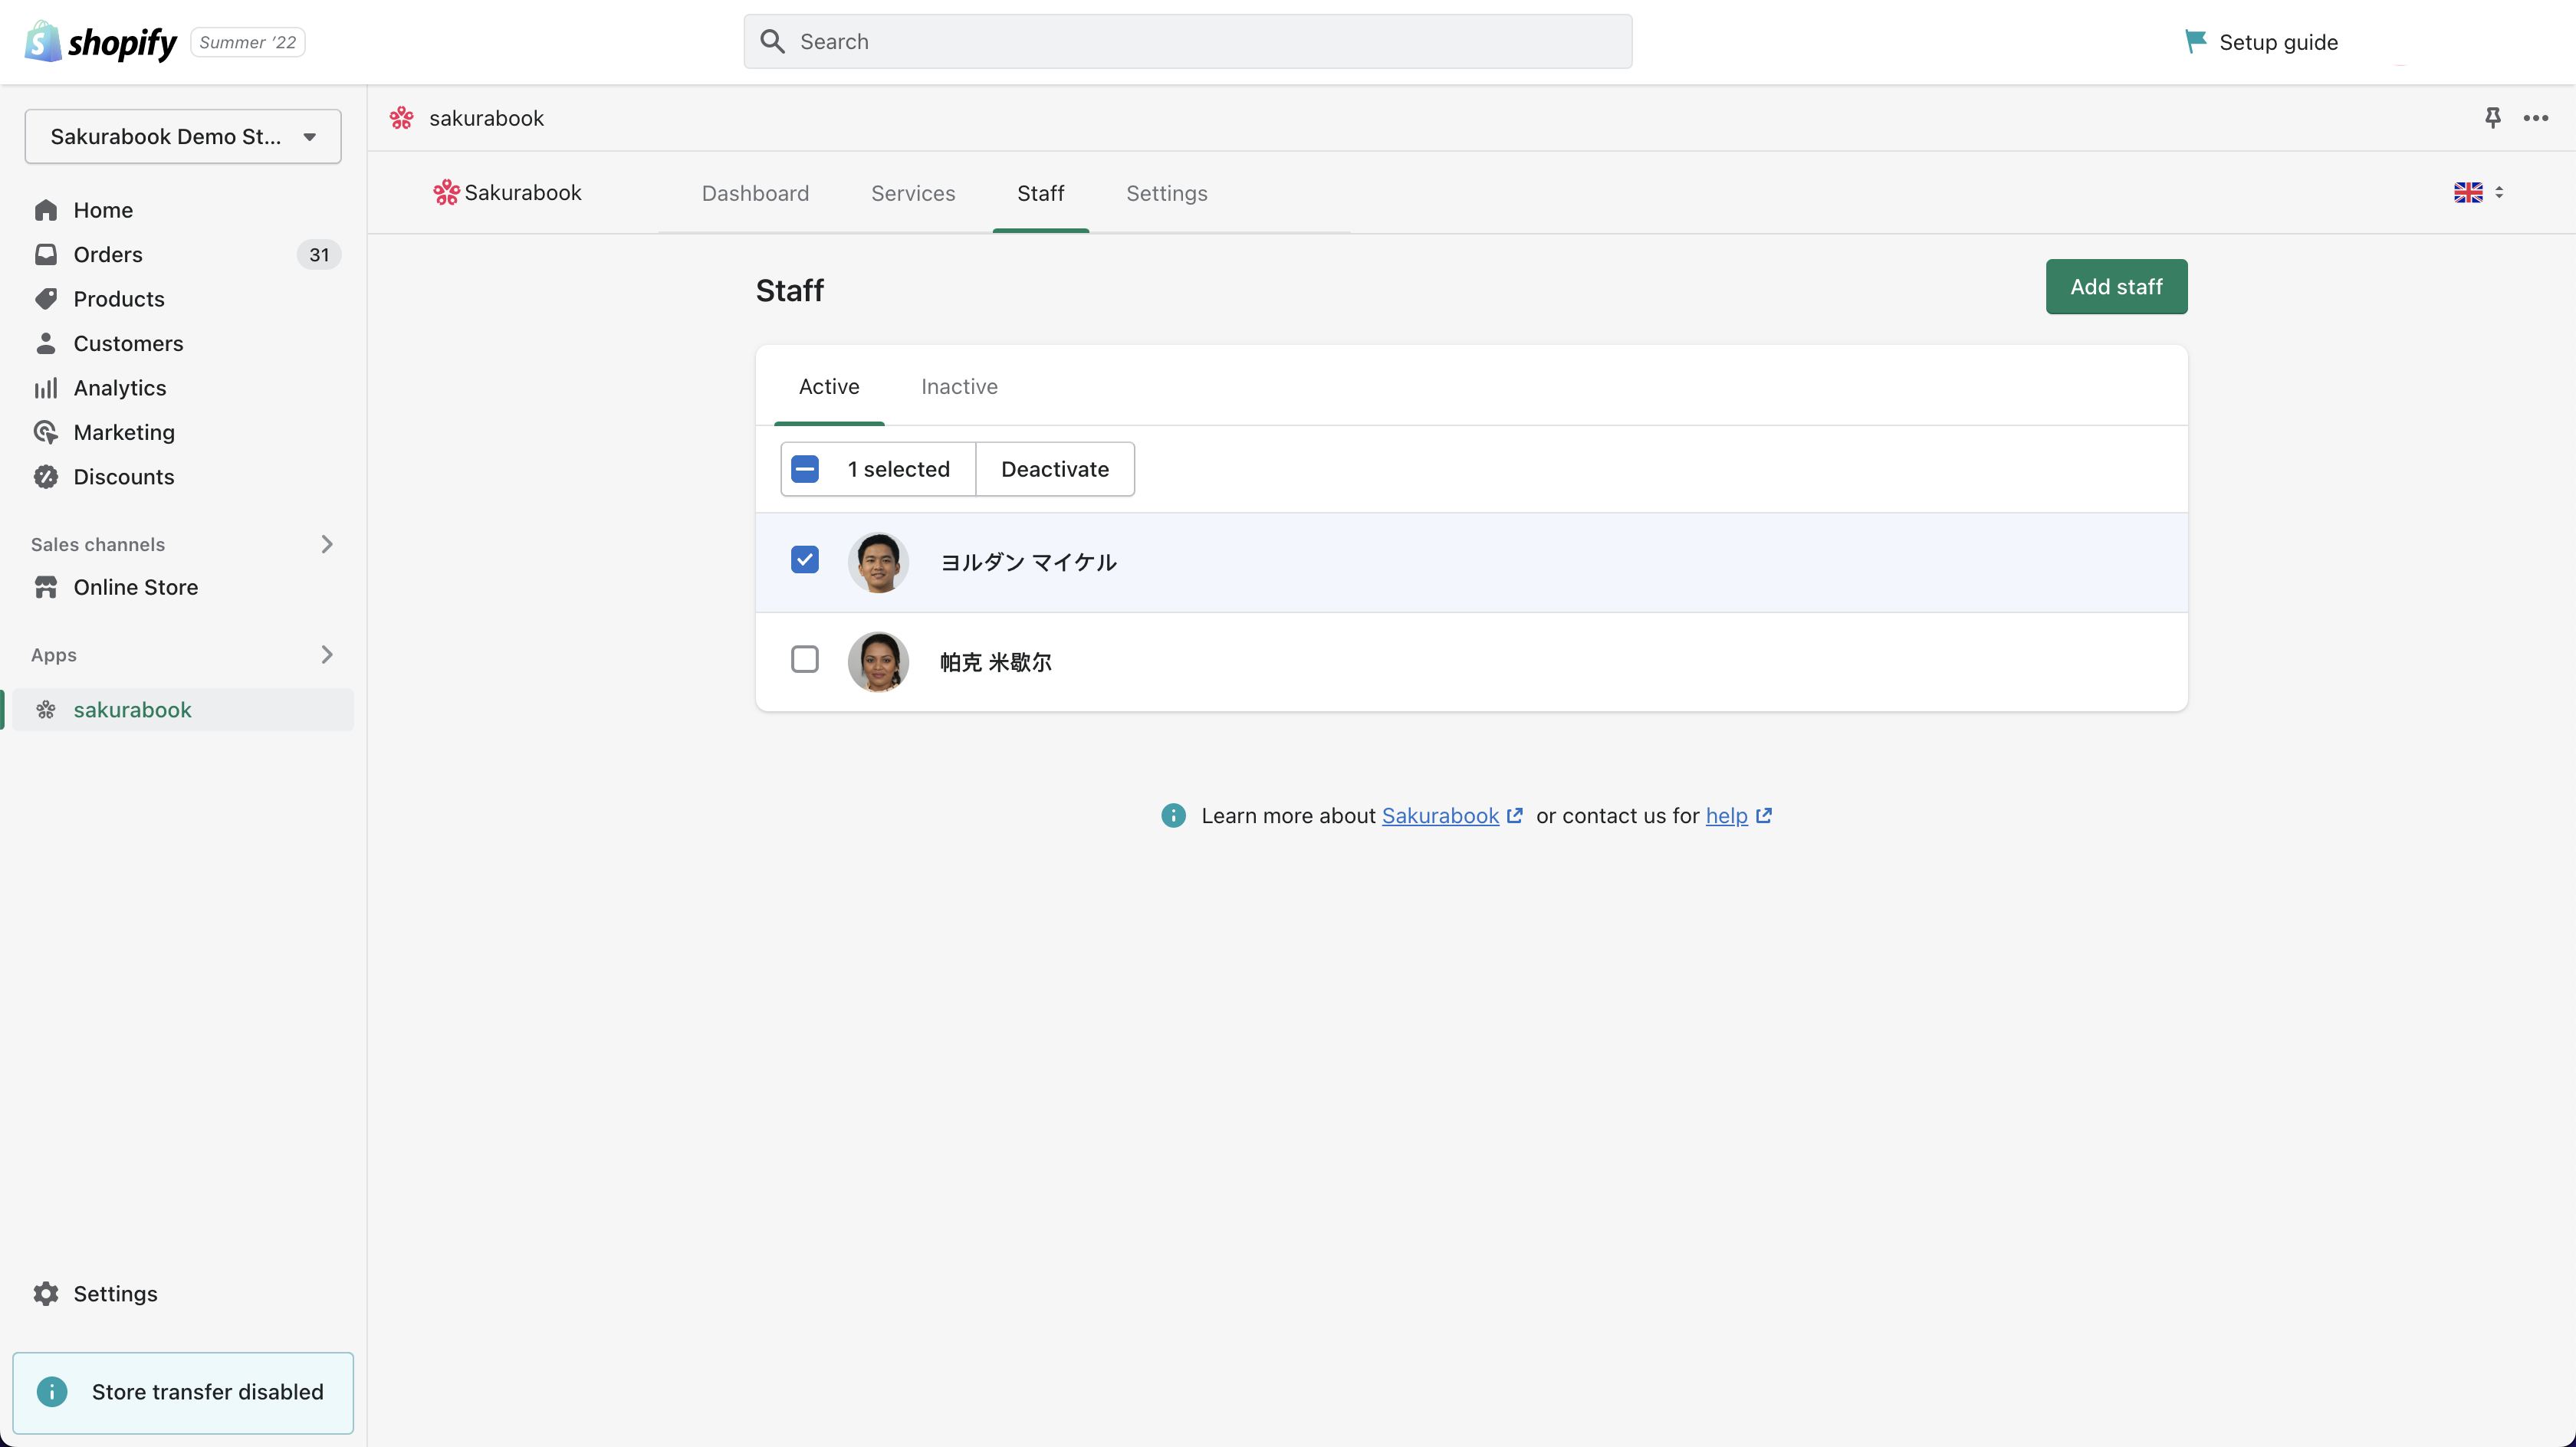 shopify Summer '22
Search
Setup guide
Sakurabook Demo St...
Home
Orders 31
Products
Customers
Analytics
Marketing
Discounts
Sales channels
Online Store
Apps
sakurabook
Settings
Store transfer disabled
sakurabook
Sakurabook Dashboard Services Staff Settings
Staff
Add staff
Active Inactive
1 selected Deactivate
ヨルダン マイケル
帕克 米歇尔
Learn more about Sakurabook or contact us for help